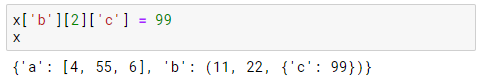 x['b'][2]['c'] = 99
x
{'a': [4, 55, 6], 'b': (11, 22, {'c': 99})}